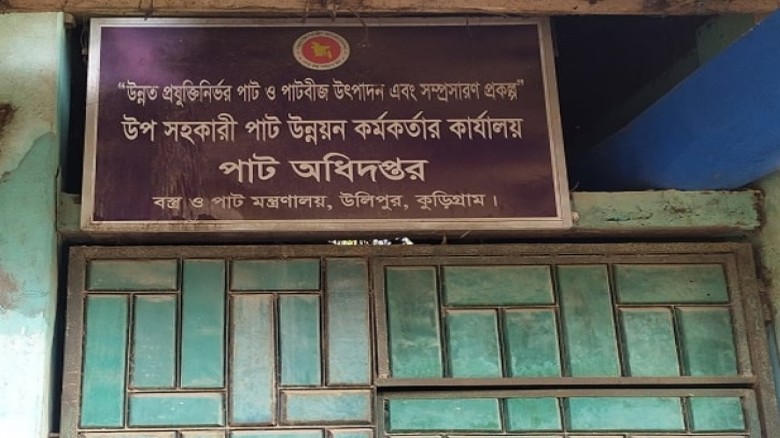 “উন্নত প্রযুক্তিনির্ভর পাট ও পাটবীজ উৎপাদন এবং সম্প্রসারণ প্রকল্প”
উপ সহকারী পাট উন্নয়ন কর্মকর্তার কার্যালয়
পাট অধিদপ্তর
বস্ত্র ও পাট মন্ত্রণালয়, উলিপুর, কুড়িগ্রাম।